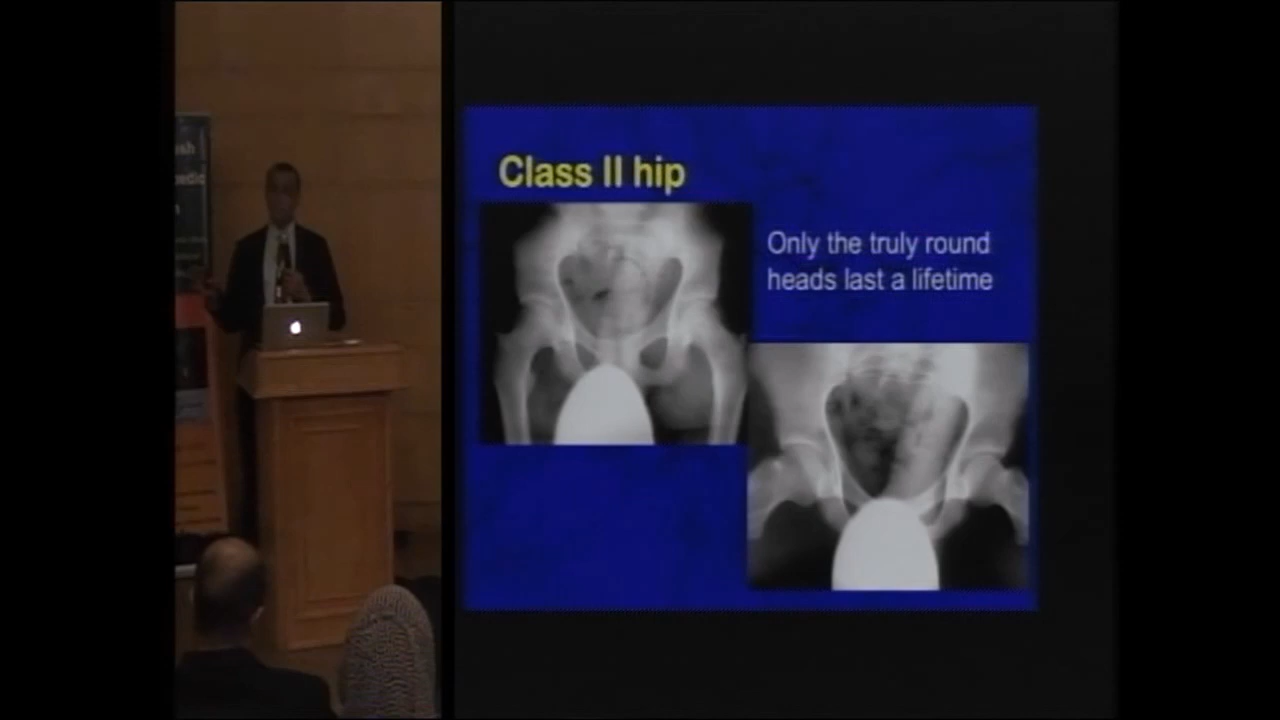 Class II hip
Only the truly round
heads last a lifetime